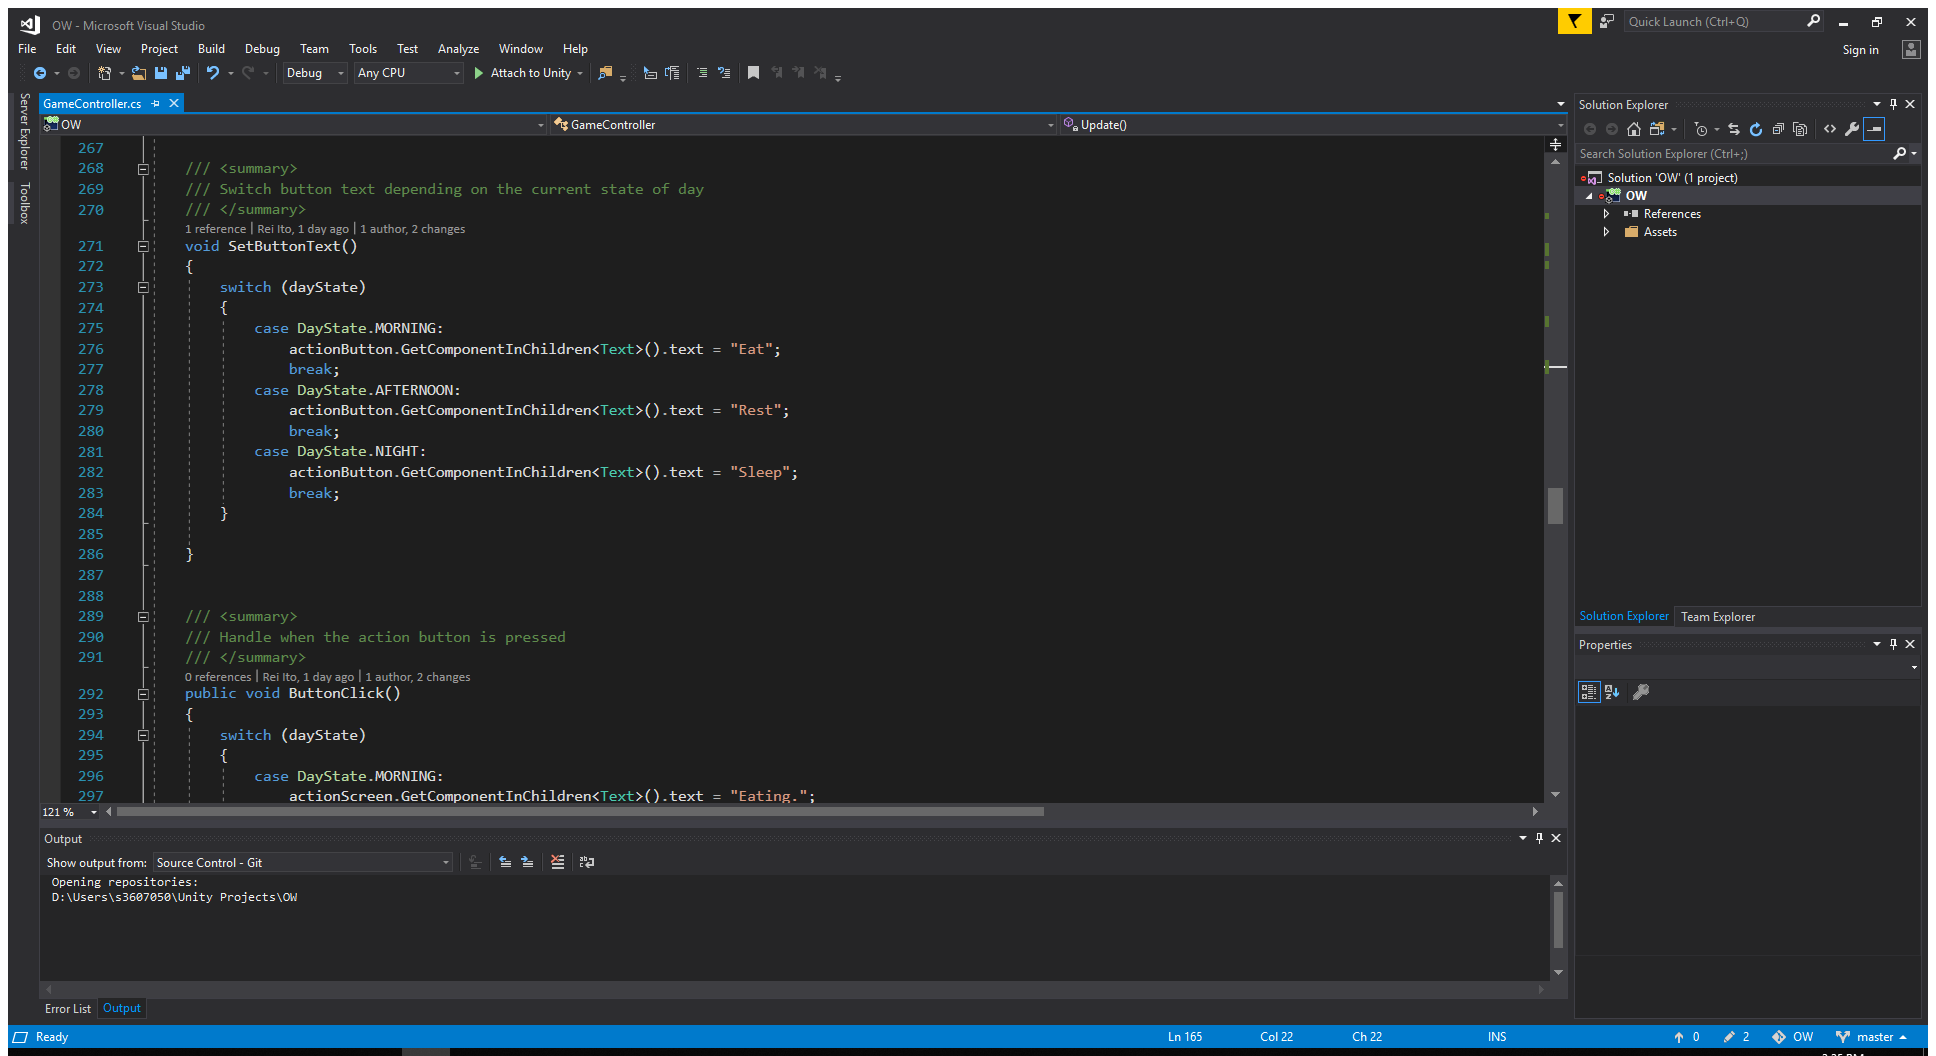 OW - Microsoft Visual Studio
Quick Launch (Ctrl+Q)
File Edit View Project Build Debug Team Tools Test Analyze Window Help
Sign in
Debug Any CPU Attach to Unity
Server Explorer
Toolbox
GameController.cs
OW GameController Update()
267
268 /// <summary>
269 /// Switch button text depending on the current state of day
270 /// </summary>
1 reference | Rei Ito, 1 day ago | 1 author, 2 changes
271 void SetButtonText()
272 {
273 switch (dayState)
274 {
275 case DayState.MORNING:
276 actionButton.GetComponentInChildren<Text>().text = "Eat";
277 break;
278 case DayState.AFTERNOON:
279 actionButton.GetComponentInChildren<Text>().text = "Rest";
280 break;
281 case DayState.NIGHT:
282 actionButton.GetComponentInChildren<Text>().text = "Sleep";
283 break;
284 }
285
286 }
287
288
289 /// <summary>
290 /// Handle when the action button is pressed
291 /// </summary>
0 references | Rei Ito, 1 day ago | 1 author, 2 changes
292 public void ButtonClick()
293 {
294 switch (dayState)
295 {
296 case DayState.MORNING:
297 actionScreen.GetComponentInChildren<Text>().text = "Eating.";
121 %
Output
Show output from: Source Control - Git
Opening repositories:
D:\Users\s3607050\Unity Projects\OW
Error List Output
Solution Explorer
Search Solution Explorer (Ctrl+;)
Solution 'OW' (1 project)
OW
References
Assets
Solution Explorer Team Explorer
Properties
Ready Ln 165 Col 22 Ch 22 INS 0 2 OW master